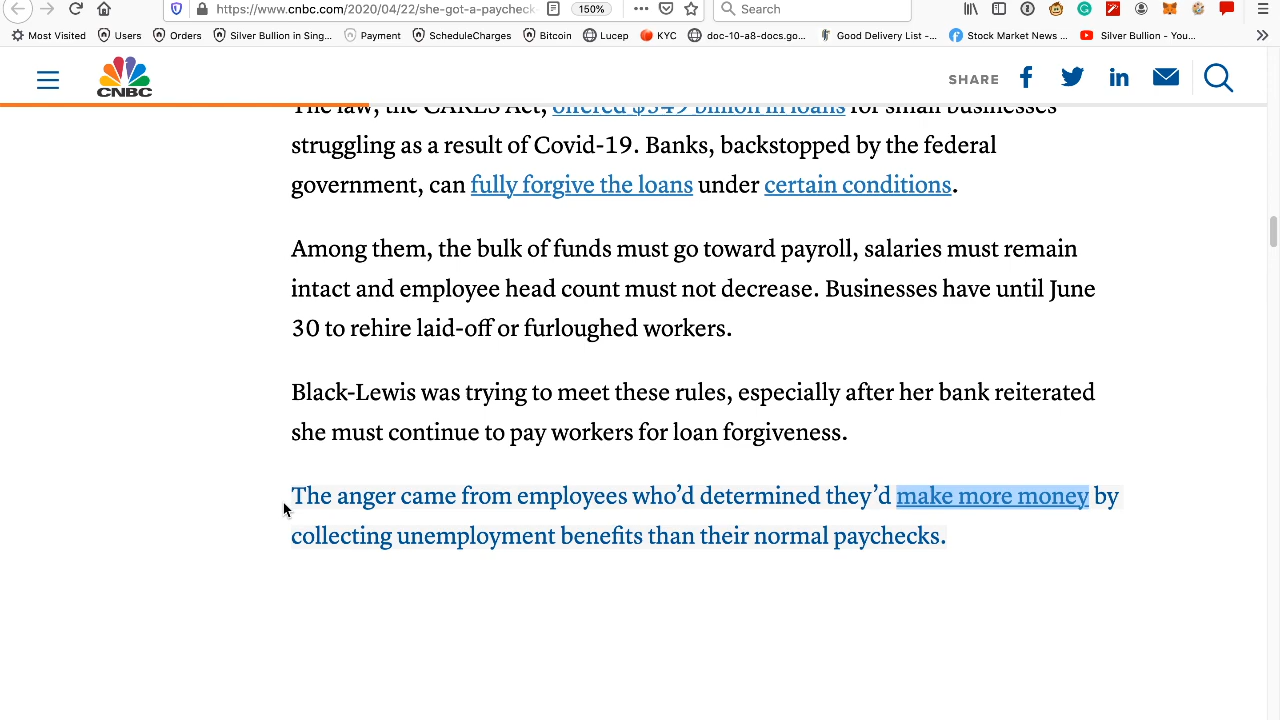 https://www.cnbc.com/2020/04/22/she-got-a-paycheck-
150%
Search
Most Visited
Users
Orders
Silver Bullion in Sing...
Payment
ScheduleCharges
Bitcoin
Lucep
KYC
doc-10-a8-docs.go...
Good Delivery List -...
Stock Market News ...
Silver Bullion - You...
CNBC
SHARE
The law, the CARES Act, offered $349 billion in loans for small businesses
struggling as a result of Covid-19. Banks, backstopped by the federal
government, can fully forgive the loans under certain conditions.
Among them, the bulk of funds must go toward payroll, salaries must remain
intact and employee head count must not decrease. Businesses have until June
30 to rehire laid-off or furloughed workers.
Black-Lewis was trying to meet these rules, especially after her bank reiterated
she must continue to pay workers for loan forgiveness.
The anger came from employees who’d determined they’d make more money by
collecting unemployment benefits than their normal paychecks.